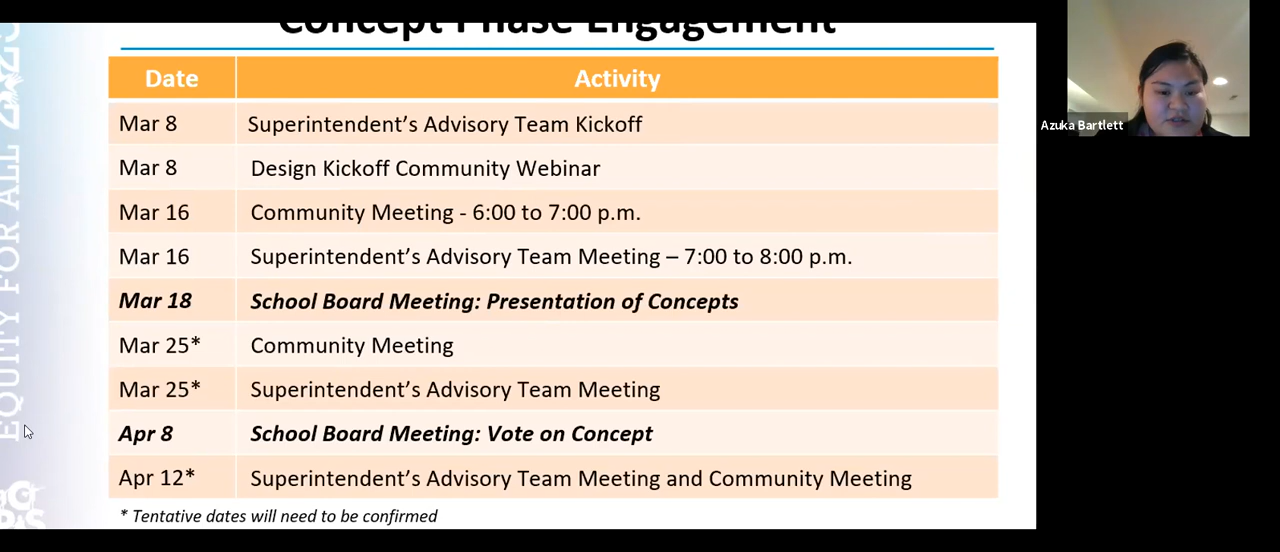 Concept Phase Engagement
Date Activity
Mar 8 Superintendent's Advisory Team Kickoff
Mar 8 Design Kickoff Community Webinar
Mar 16 Community Meeting - 6:00 to 7:00 p.m.
Mar 16 Superintendent's Advisory Team Meeting – 7:00 to 8:00 p.m.
Mar 18 School Board Meeting: Presentation of Concepts
Mar 25* Community Meeting
Mar 25* Superintendent's Advisory Team Meeting
Apr 8 School Board Meeting: Vote on Concept
Apr 12* Superintendent's Advisory Team Meeting and Community Meeting
* Tentative dates will need to be confirmed
EQUITY FOR ALL
Azuka Bartlett